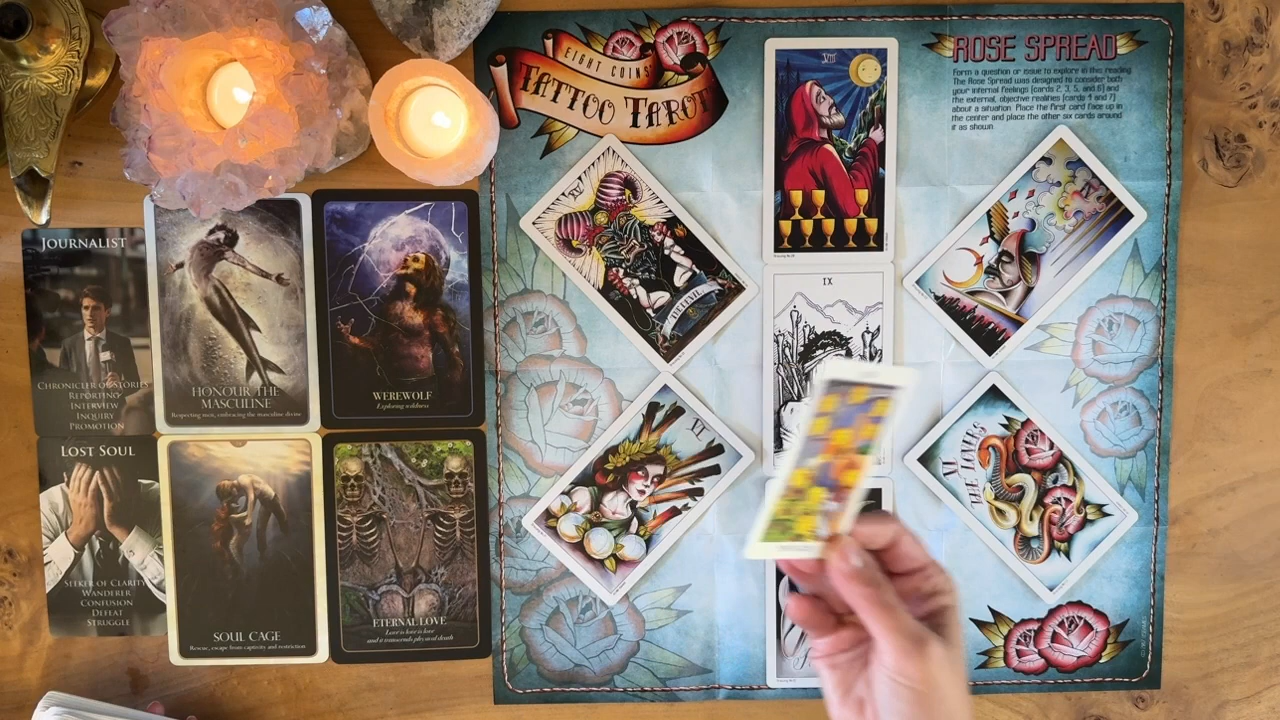 EIGHT COINS'
TATTOO TAROT
ROSE SPREAD
Form a question or issue to explore in this reading.
The Rose Spread was designed to consider both
your internal feelings (cards 2, 3, 5, and 6) and
the external, objective realities (cards 4 and 7)
about a situation. Place the first card face up in
the center and place the other six cards around
it as shown.
VIII
IX
VI
THE LOVERS
VI
JOURNALIST
CHRONICLER OF STORIES
REPORTING
INTERVIEW
INQUIRY
PROMOTION
HONOUR THE
MASCULINE
Respecting men, embracing the masculine divine
WEREWOLF
Exploring wildness
LOST SOUL
SEEKER OF CLARITY
WANDERER
CONFUSION
DEFEAT
STRUGGLE
SOUL CAGE
Rescue, escape from captivity and restriction
ETERNAL LOVE
Love is love is love
and it transcends physical death